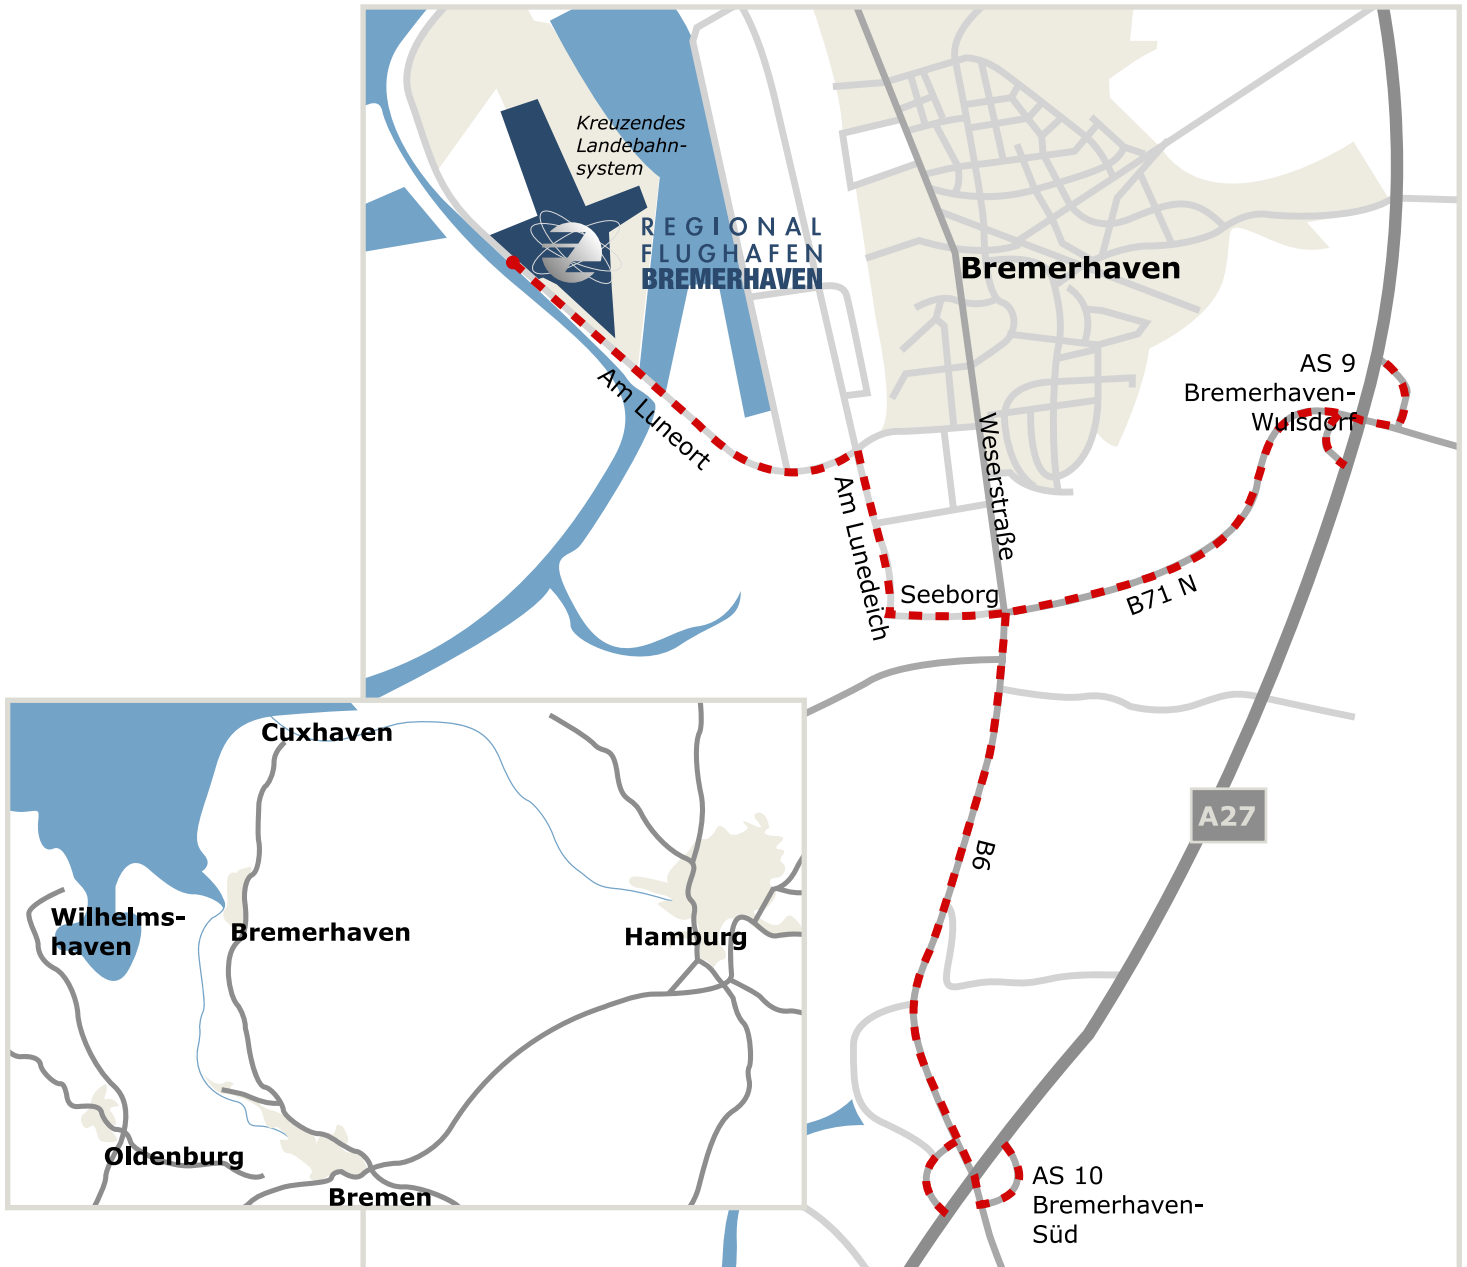 Kreuzendes
Landebahn-
system
REGIONAL
FLUGHAFEN
BREMERHAVEN
Bremerhaven
AS 9
Bremerhaven-
Wulsdorf
Am Luneort
Weserstraße
Am Lunedeich
Seeborg
B71 N
A27
B6
AS 10
Bremerhaven-
Süd
Cuxhaven
Wilhelms-
haven
Bremerhaven
Hamburg
Oldenburg
Bremen